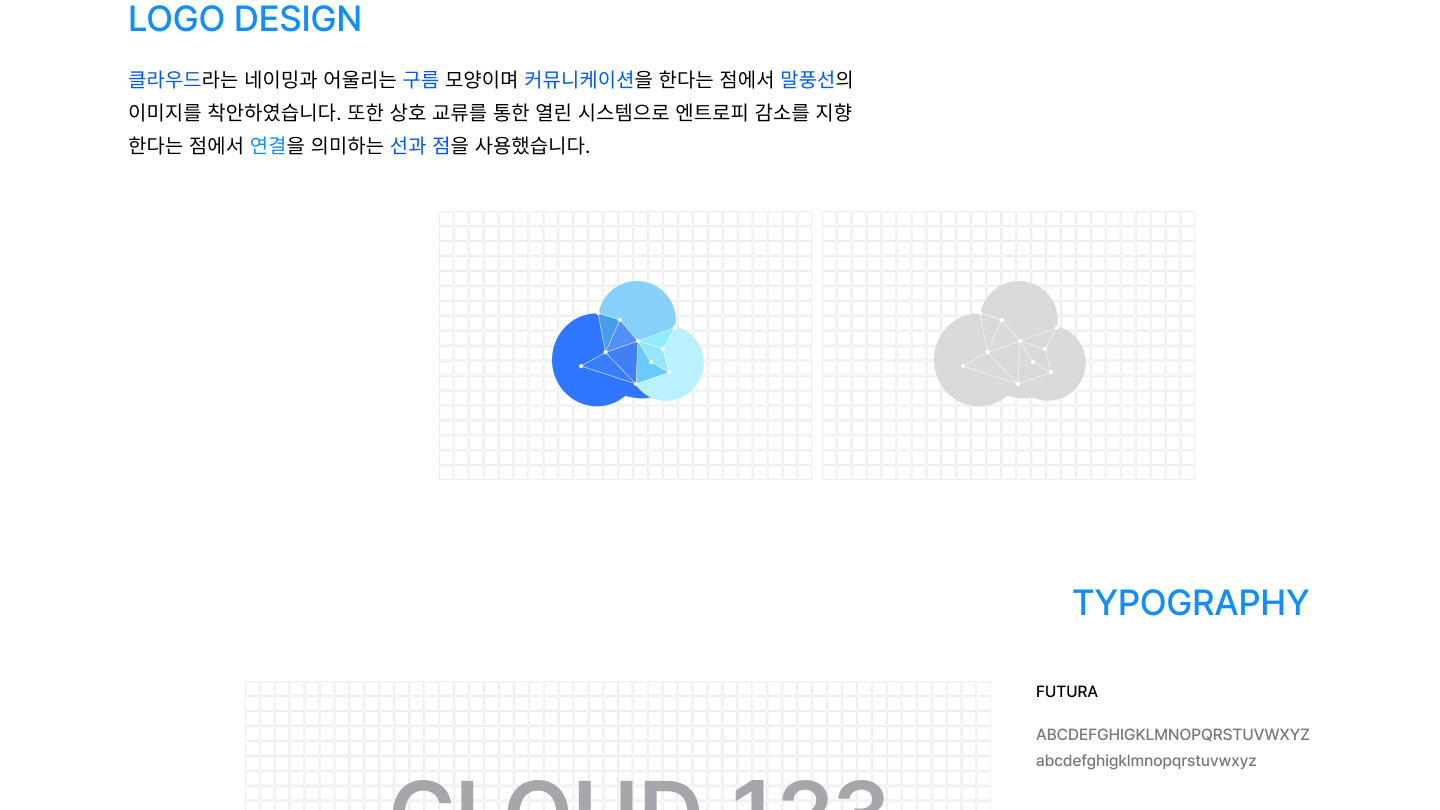 LOGO DESIGN
클라우드라는 네이밍과 어울리는 구름 모양이며 커뮤니케이션을 한다는 점에서 말풍선의
이미지를 착안하였습니다. 또한 상호 교류를 통한 열린 시스템으로 엔트로피 감소를 지향
한다는 점에서 연결을 의미하는 선과 점을 사용했습니다.
TYPOGRAPHY
FUTURA
ABCDEFGHIGKLMNOPQRSTUVWXYZ
abcdefghigklmnopqrstuvwxyz
CLOUD 123